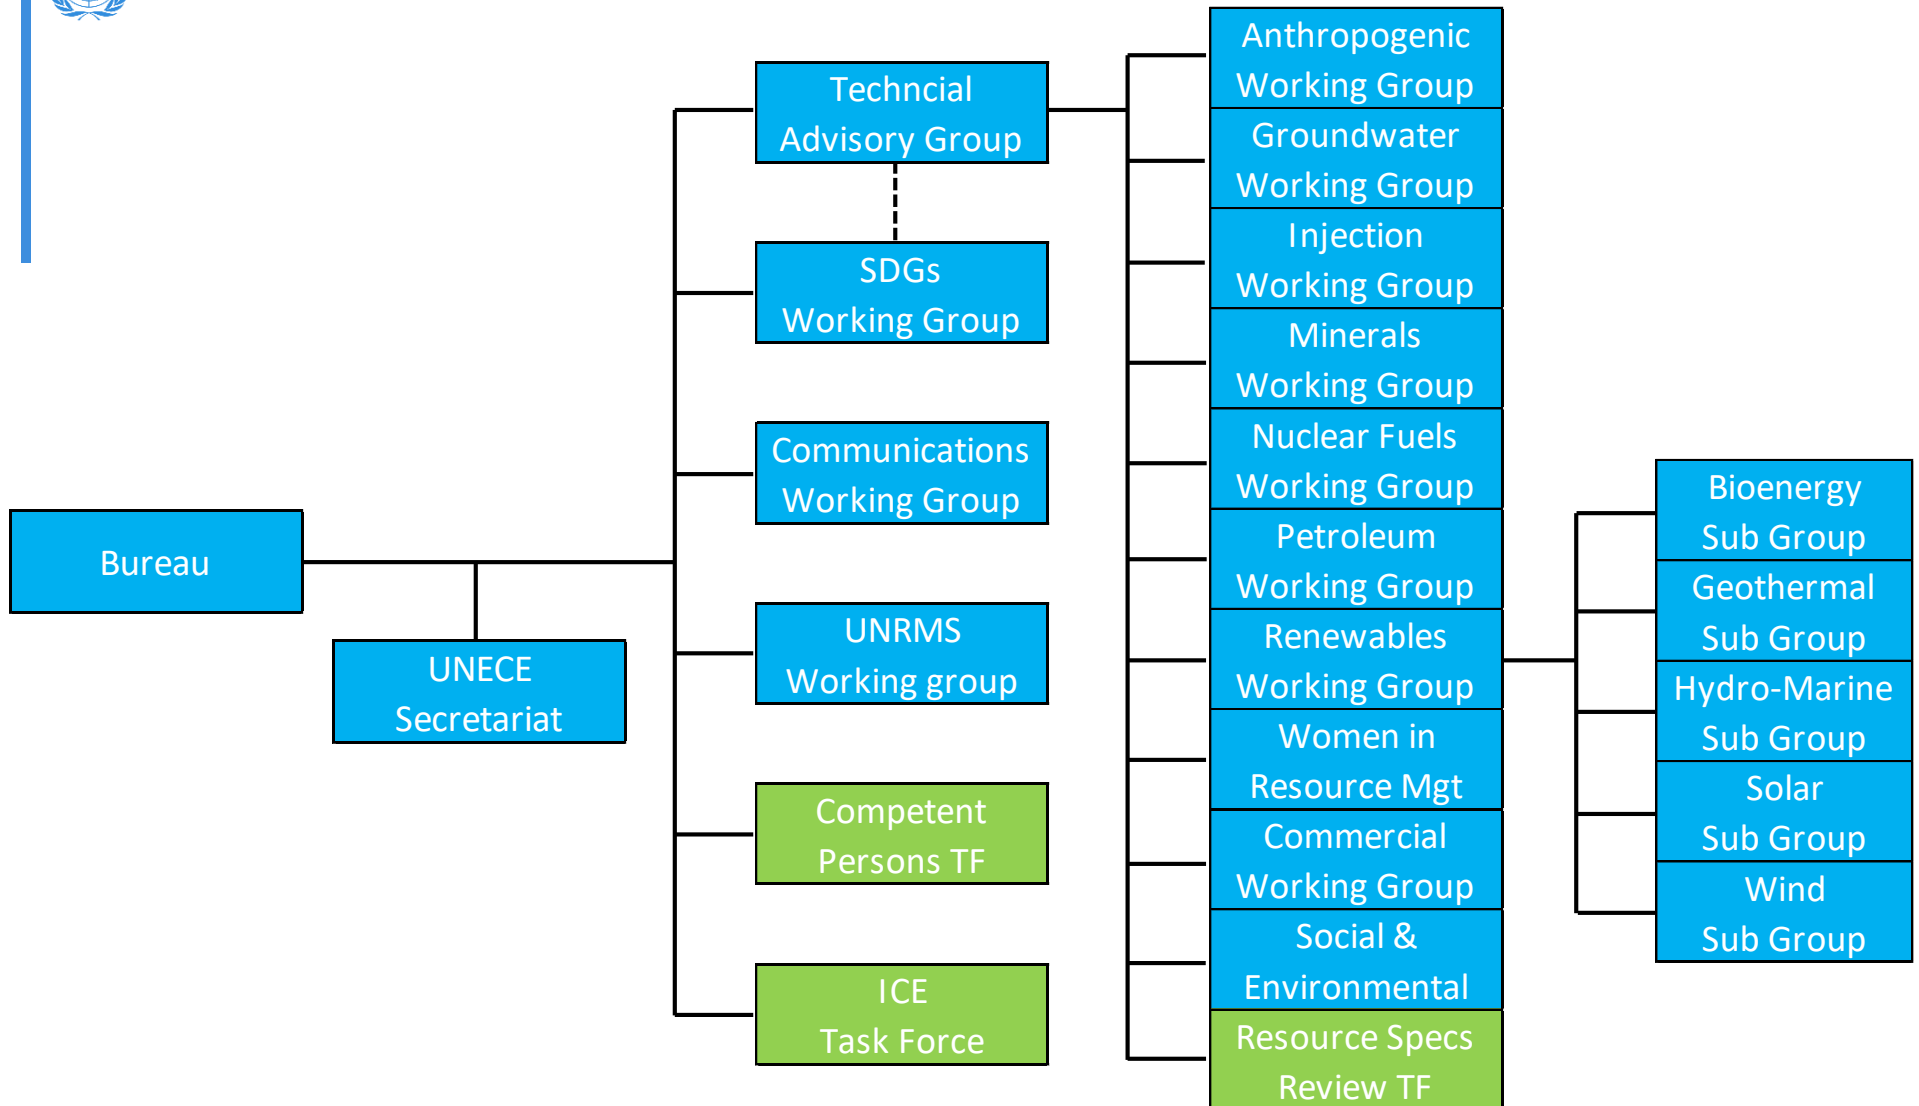 Bureau
UNECE
Secretariat
Techncial
Advisory Group
SDGs
Working Group
Communications
Working Group
UNRMS
Working group
Competent
Persons TF
ICE
Task Force
Anthropogenic
Working Group
Groundwater
Working Group
Injection
Working Group
Minerals
Working Group
Nuclear Fuels
Working Group
Petroleum
Working Group
Renewables
Working Group
Women in
Resource Mgt
Commercial
Working Group
Social &
Environmental
Resource Specs
Review TF
Bioenergy
Sub Group
Geothermal
Sub Group
Hydro-Marine
Sub Group
Solar
Sub Group
Wind
Sub Group